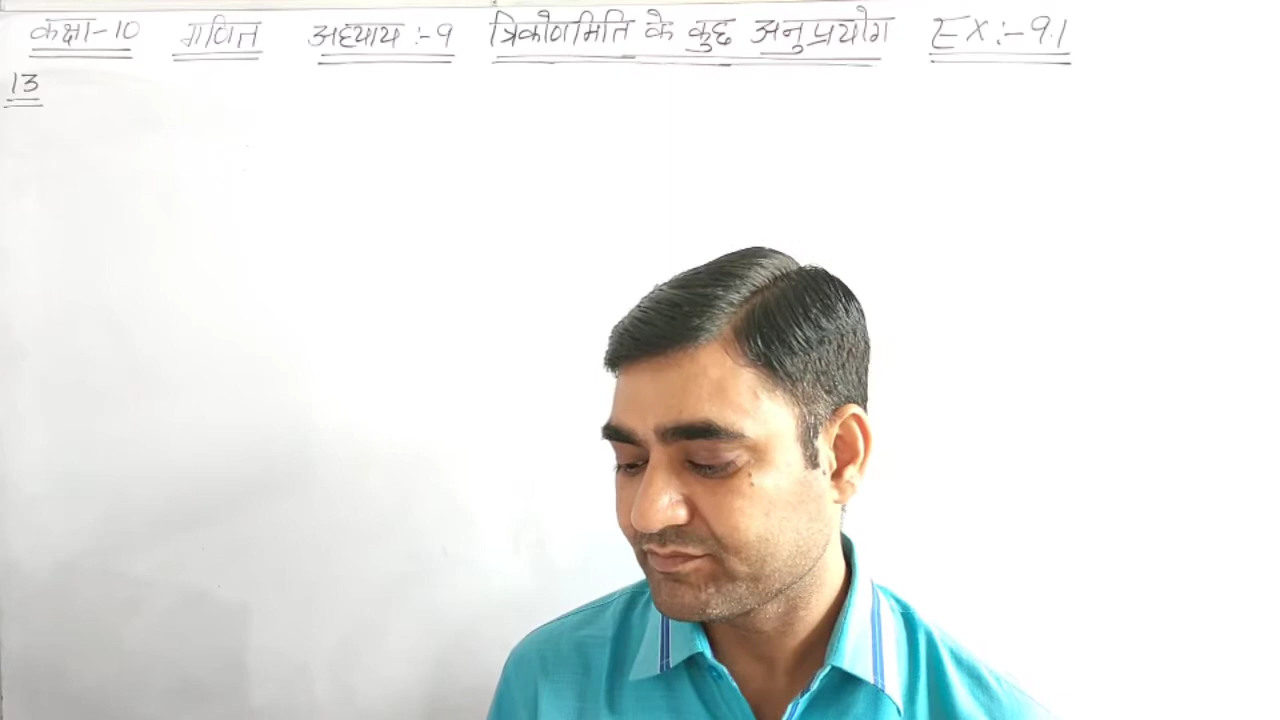 कक्षा-10 गणित अध्याय :- 9 त्रिकोणमिति के कुछ अनुप्रयोग Ex:- 9.1
13